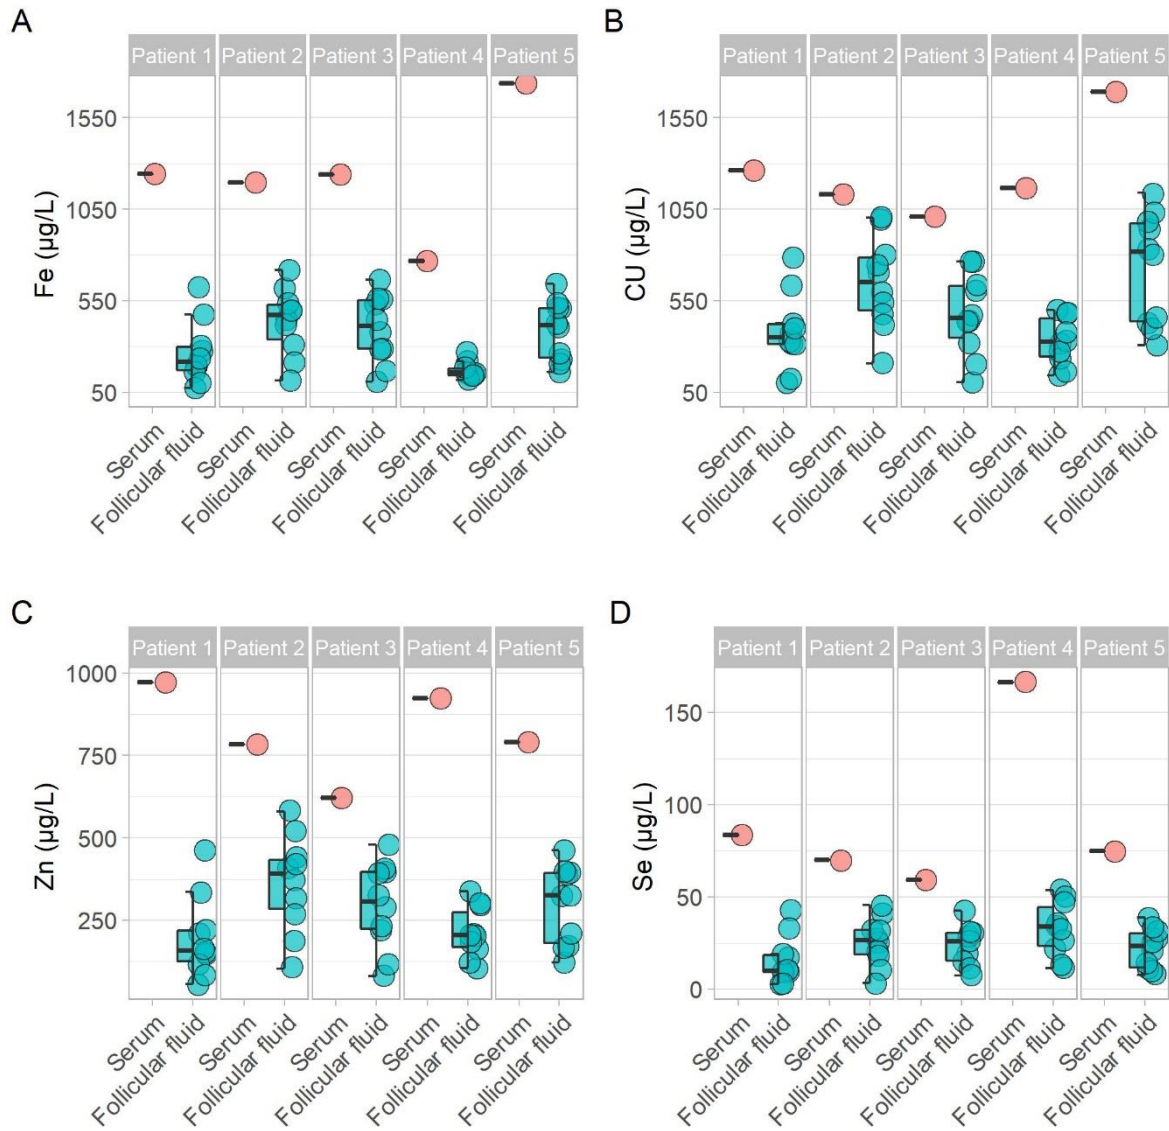 A
Patient 1 Patient 2 Patient 3 Patient 4 Patient 5
Fe (µg/L)
1550
1050
550
50
Serum
Follicular fluid
Serum
Follicular fluid
Serum
Follicular fluid
Serum
Follicular fluid
Serum
Follicular fluid
B
Patient 1 Patient 2 Patient 3 Patient 4 Patient 5
CU (µg/L)
1550
1050
550
50
Serum
Follicular fluid
Serum
Follicular fluid
Serum
Follicular fluid
Serum
Follicular fluid
Serum
Follicular fluid
C
Patient 1 Patient 2 Patient 3 Patient 4 Patient 5
Zn (µg/L)
1000
750
500
250
Serum
Follicular fluid
Serum
Follicular fluid
Serum
Follicular fluid
Serum
Follicular fluid
Serum
Follicular fluid
D
Patient 1 Patient 2 Patient 3 Patient 4 Patient 5
Se (µg/L)
150
100
50
0
Serum
Follicular fluid
Serum
Follicular fluid
Serum
Follicular fluid
Serum
Follicular fluid
Serum
Follicular fluid